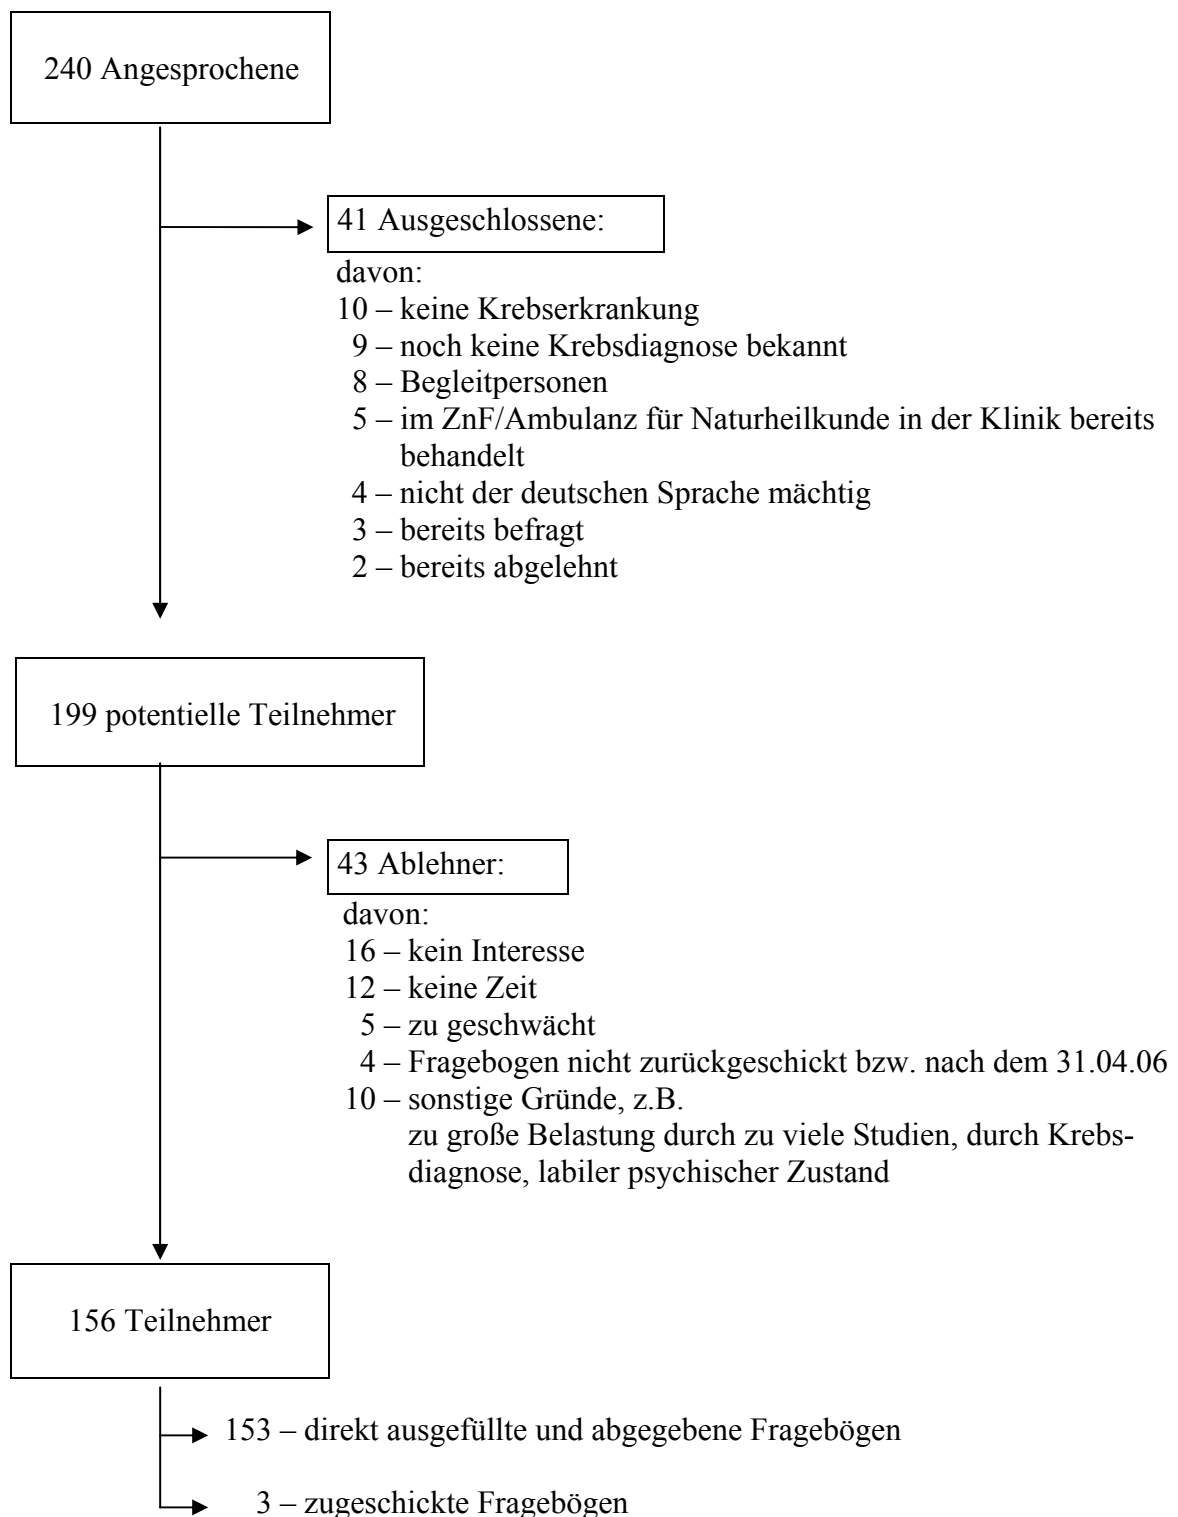 240 Angesprochene
41 Ausgeschlossene:
davon:
10 – keine Krebserkrankung
9 – noch keine Krebsdiagnose bekannt
8 – Begleitpersonen
5 – im ZnF/Ambulanz für Naturheilkunde in der Klinik bereits
behandelt
4 – nicht der deutschen Sprache mächtig
3 – bereits befragt
2 – bereits abgelehnt
199 potentielle Teilnehmer
43 Ablehner:
davon:
16 – kein Interesse
12 – keine Zeit
5 – zu geschwächt
4 – Fragebogen nicht zurückgeschickt bzw. nach dem 31.04.06
10 – sonstige Gründe, z.B.
zu große Belastung durch zu viele Studien, durch Krebs-
diagnose, labiler psychischer Zustand
156 Teilnehmer
153 – direkt ausgefüllte und abgegebene Fragebögen
3 – zugeschickte Fragebögen